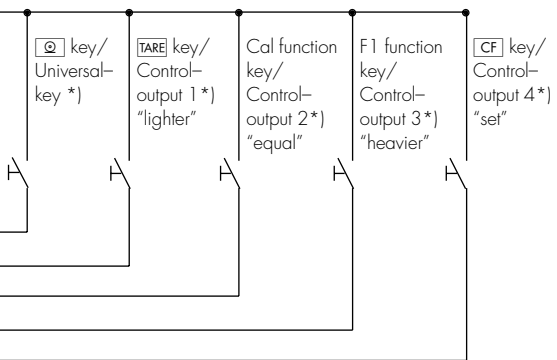 key/
Universal–
key *)
TARE key/
Control–
output 1*)
"lighter"
Cal function
key/
Control–
output 2*)
"equal"
F1 function
key/
Control–
output 3*)
"heavier"
CF key/
Control–
output 4*)
"set"